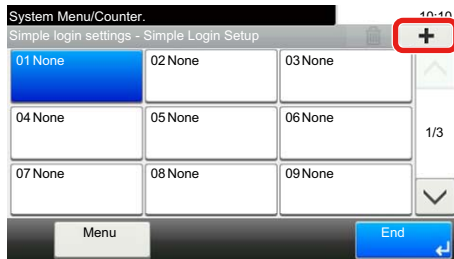 System Menu/Counter.
10:10
Simple login settings - Simple Login Setup
01 None
02 None
03 None
04 None
05 None
06 None
1/3
07 None
08 None
09 None
Menu
End